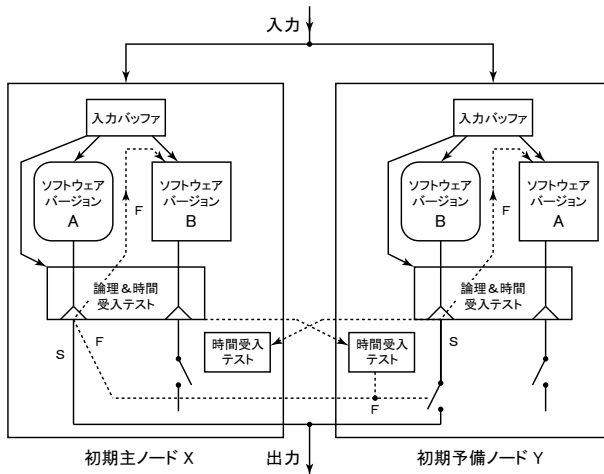 入力
入力バッファ
ソフトウェア
バージョン
A
ソフトウェア
バージョン
B
F
論理&時間
受入テスト
S
F
時間受入
テスト
初期主ノード X
入力バッファ
ソフトウェア
バージョン
B
ソフトウェア
バージョン
A
F
論理&時間
受入テスト
S
時間受入
テスト
F
初期予備ノード Y
出力